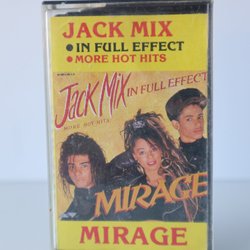 JACK MIX
• IN FULL EFFECT
• MORE HOT HITS
JACK MIX IN FULL EFFECT
MORE HOT HITS
MIRAGE
MIRAGE